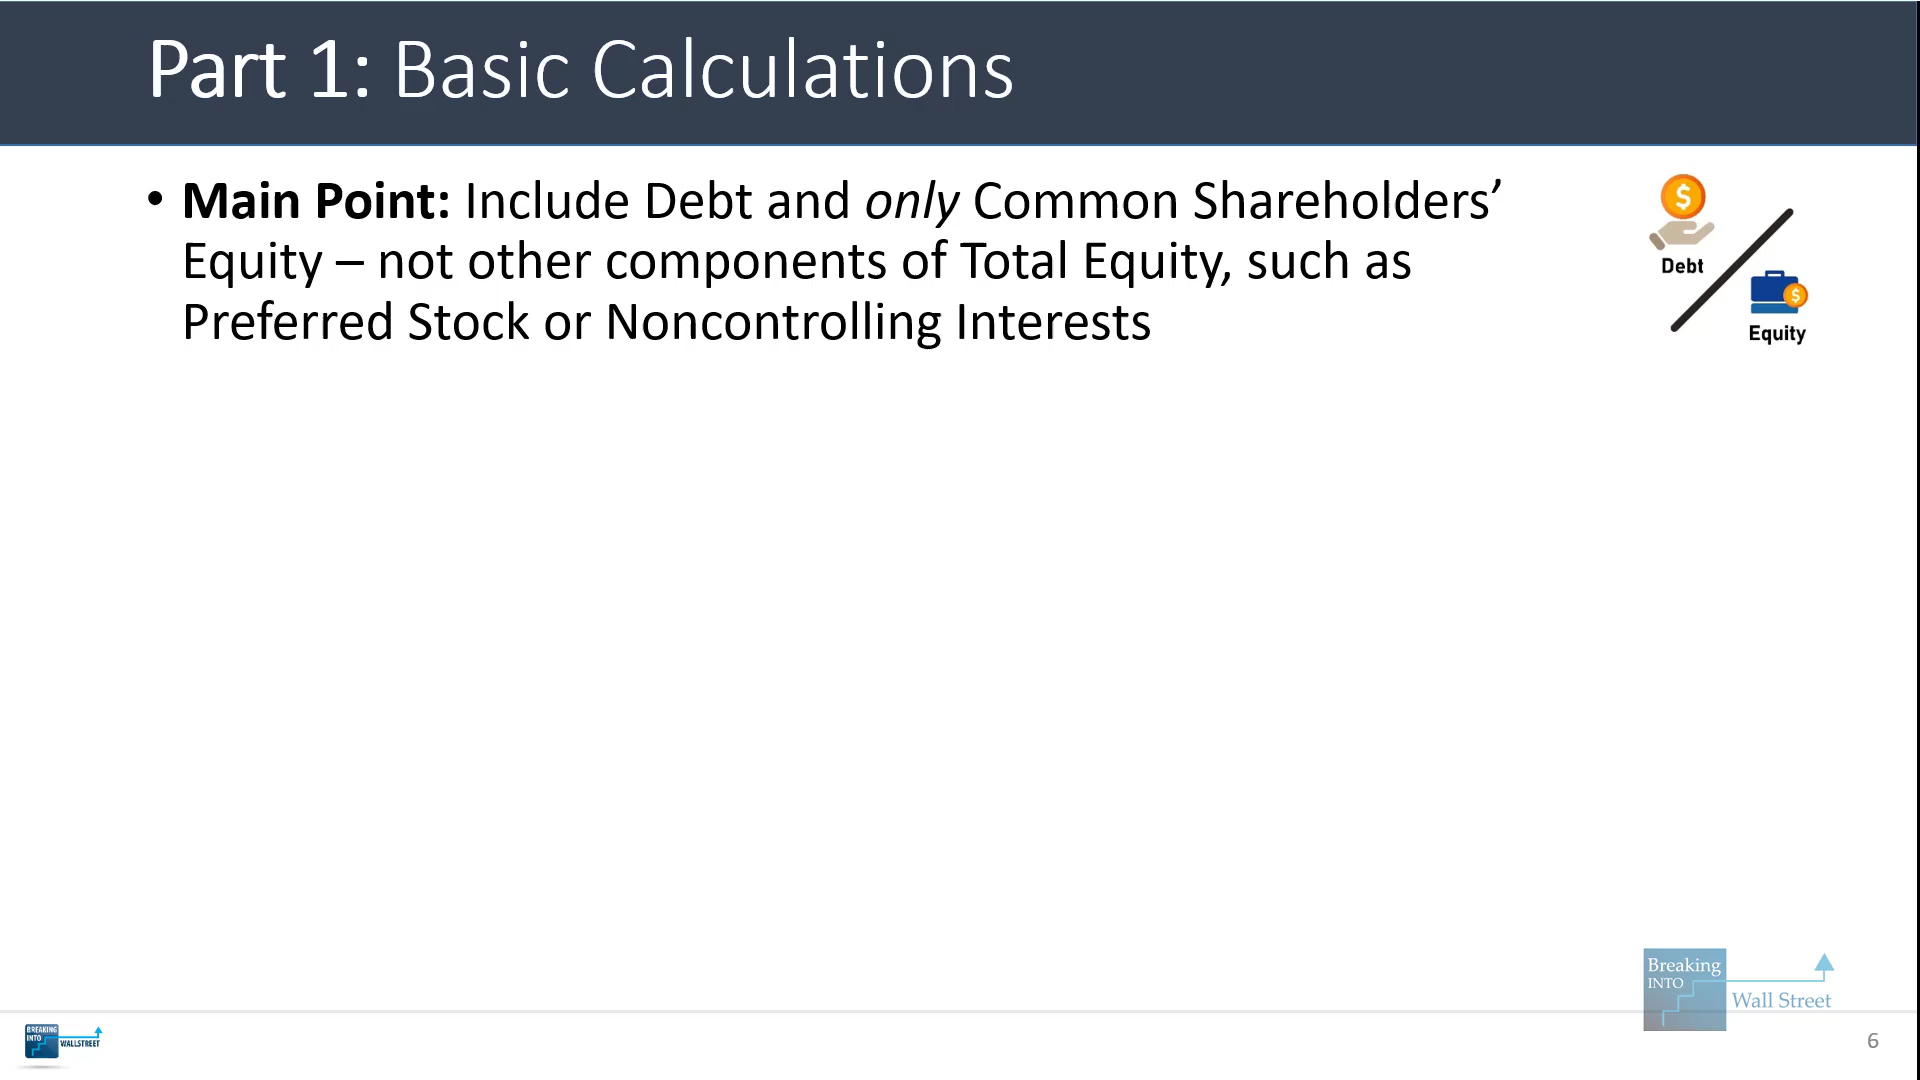 Part 1: Basic Calculations
• Main Point: Include Debt and only Common Shareholders’
Equity – not other components of Total Equity, such as
Preferred Stock or Noncontrolling Interests
$
Debt
$
Equity
Breaking
INTO
Wall Street
BREAKING
INTO
WALLSTREET
6